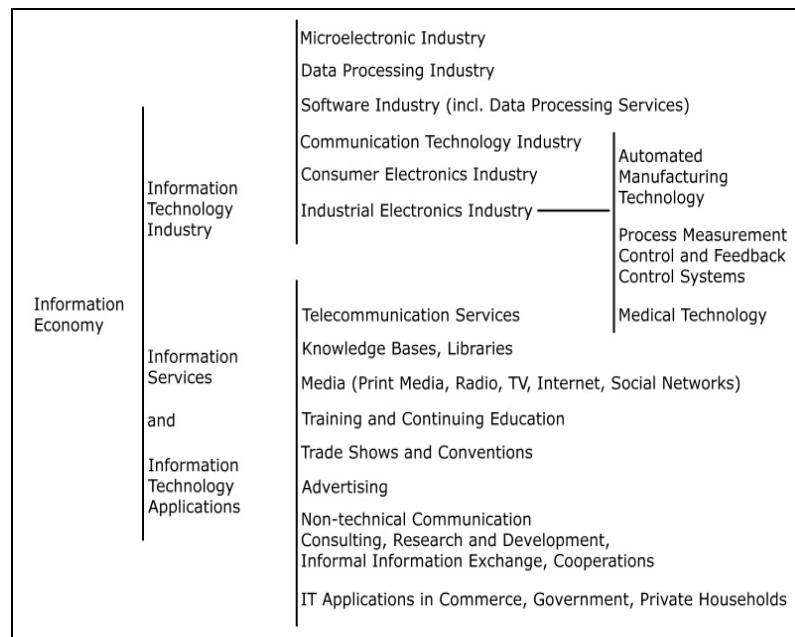 Information
Economy
Information
Technology
Industry
Microelectronic Industry
Data Processing Industry
Software Industry (incl. Data Processing Services)
Communication Technology Industry
Consumer Electronics Industry
Industrial Electronics Industry
Automated
Manufacturing
Technology
Process Measurement
Control and Feedback
Control Systems
Medical Technology
Information
Services
and
Information
Technology
Applications
Telecommunication Services
Knowledge Bases, Libraries
Media (Print Media, Radio, TV, Internet, Social Networks)
Training and Continuing Education
Trade Shows and Conventions
Advertising
Non-technical Communication
Consulting, Research and Development,
Informal Information Exchange, Cooperations
IT Applications in Commerce, Government, Private Households